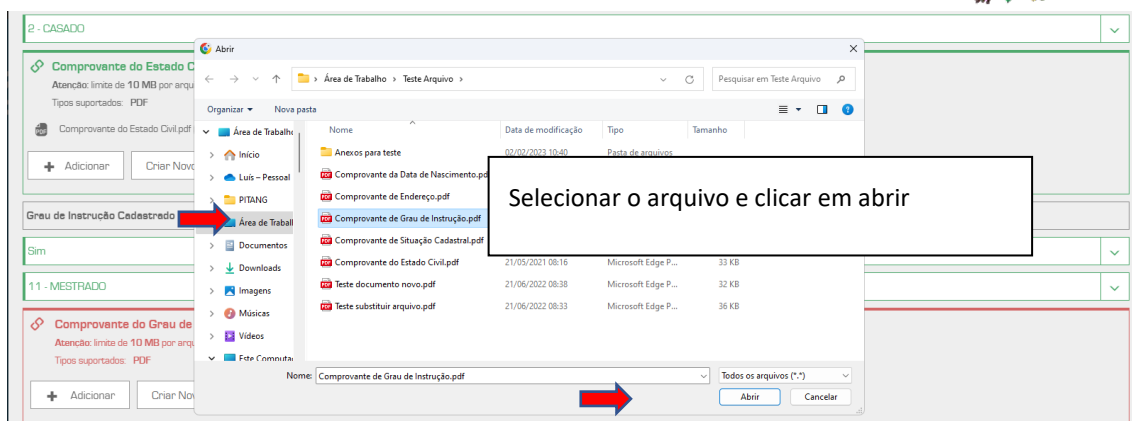 2 - CASADO
Comprovante do Estado C
Atenção: limite de 10 MB por arqu
Tipos suportados: PDF
Comprovante do Estado Civil.pdf
Adicionar
Criar Novo
Grau de Instrução Cadastrado
Sim
11 - MESTRADO
Comprovante do Grau de
Atenção: limite de 10 MB por arqu
Tipos suportados: PDF
Adicionar
Criar Nov
Abrir
Área de Trabalho > Teste Arquivo >
Pesquisar em Teste Arquivo
Organizar
Nova pasta
Área de Trabalho
Início
Luís – Pessoal
PITANG
Área de Trabal
Documentos
Downloads
Imagens
Músicas
Vídeos
Este Computa
Nome Data de modificação Tipo Tamanho
Anexos para teste 02/02/2023 10:40 Pasta de arquivos
Comprovante da Data de Nascimento.pd
Comprovante de Endereço.pdf
Comprovante de Grau de Instrução.pdf
Comprovante de Situação Cadastral.pdf
Comprovante do Estado Civil.pdf 21/05/2021 08:16 Microsoft Edge P... 33 KB
Teste documento novo.pdf 21/06/2022 08:38 Microsoft Edge P... 32 KB
Teste substituir arquivo.pdf 21/06/2022 08:33 Microsoft Edge P... 36 KB
Selecionar o arquivo e clicar em abrir
Nome: Comprovante de Grau de Instrução.pdf
Todos os arquivos (*.*)
Abrir
Cancelar